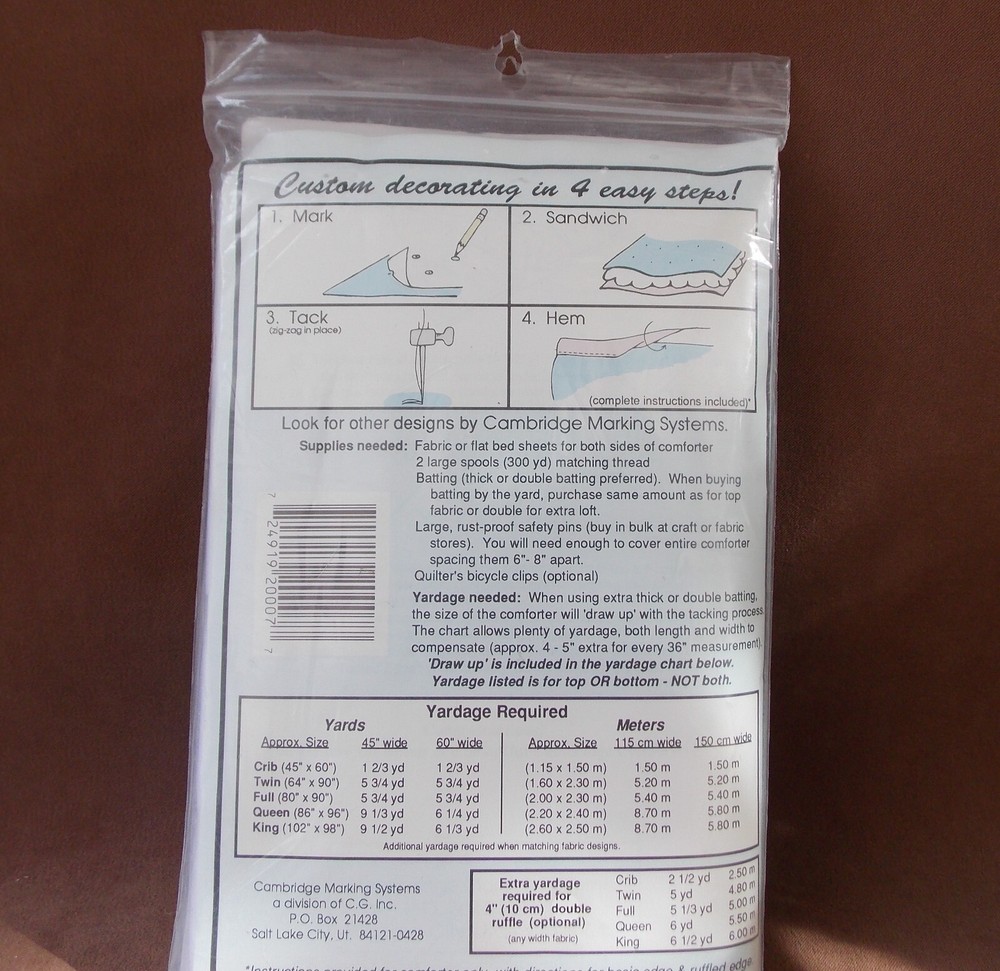 Custom decorating in 4 easy steps!
1. Mark
2. Sandwich
3. Tack
(zig-zag in place)
4. Hem
(complete instructions included)*
Look for other designs by Cambridge Marking Systems.
Supplies needed: Fabric or flat bed sheets for both sides of comforter
2 large spools (300 yd) matching thread
Batting (thick or double batting preferred). When buying
batting by the yard, purchase same amount as for top
fabric or double for extra loft.
Large, rust-proof safety pins (buy in bulk at craft or fabric
stores). You will need enough to cover entire comforter
spacing them 6"- 8" apart.
Quilter's bicycle clips (optional)
7 24919 20007 7
Yardage needed: When using extra thick or double batting,
the size of the comforter will 'draw up' with the tacking process.
The chart allows plenty of yardage, both length and width to
compensate (approx. 4 - 5" extra for every 36" measurement).
'Draw up' is included in the yardage chart below.
Yardage listed is for top OR bottom - NOT both.
Yardage Required
Yards Meters
Approx. Size 45" wide 60" wide Approx. Size 115 cm wide 150 cm wide
Crib (45" x 60") 1 2/3 yd 1 2/3 yd (1.15 x 1.50 m) 1.50 m 1.50 m
Twin (64" x 90") 5 3/4 yd 5 3/4 yd (1.60 x 2.30 m) 5.20 m 5.20 m
Full (80" x 90") 5 3/4 yd 5 3/4 yd (2.00 x 2.30 m) 5.40 m 5.40 m
Queen (86" x 96") 9 1/3 yd 6 1/4 yd (2.20 x 2.40 m) 8.70 m 5.80 m
King (102" x 98") 9 1/2 yd 6 1/3 yd (2.60 x 2.50 m) 8.70 m 5.80 m
Additional yardage required when matching fabric designs.
Cambridge Marking Systems
a division of C.G. Inc.
P.O. Box 21428
Salt Lake City, Ut. 84121-0428
Extra yardage
required for
4" (10 cm) double
ruffle (optional)
(any width fabric)
Crib 2 1/2 yd 2.50 m
Twin 5 yd 4.80 m
Full 5 1/3 yd 5.00 m
Queen 6 yd 5.50 m
King 6 1/2 yd 6.00 m
*Instructions provided for comforter only, with directions for basic edge & ruffled edge.